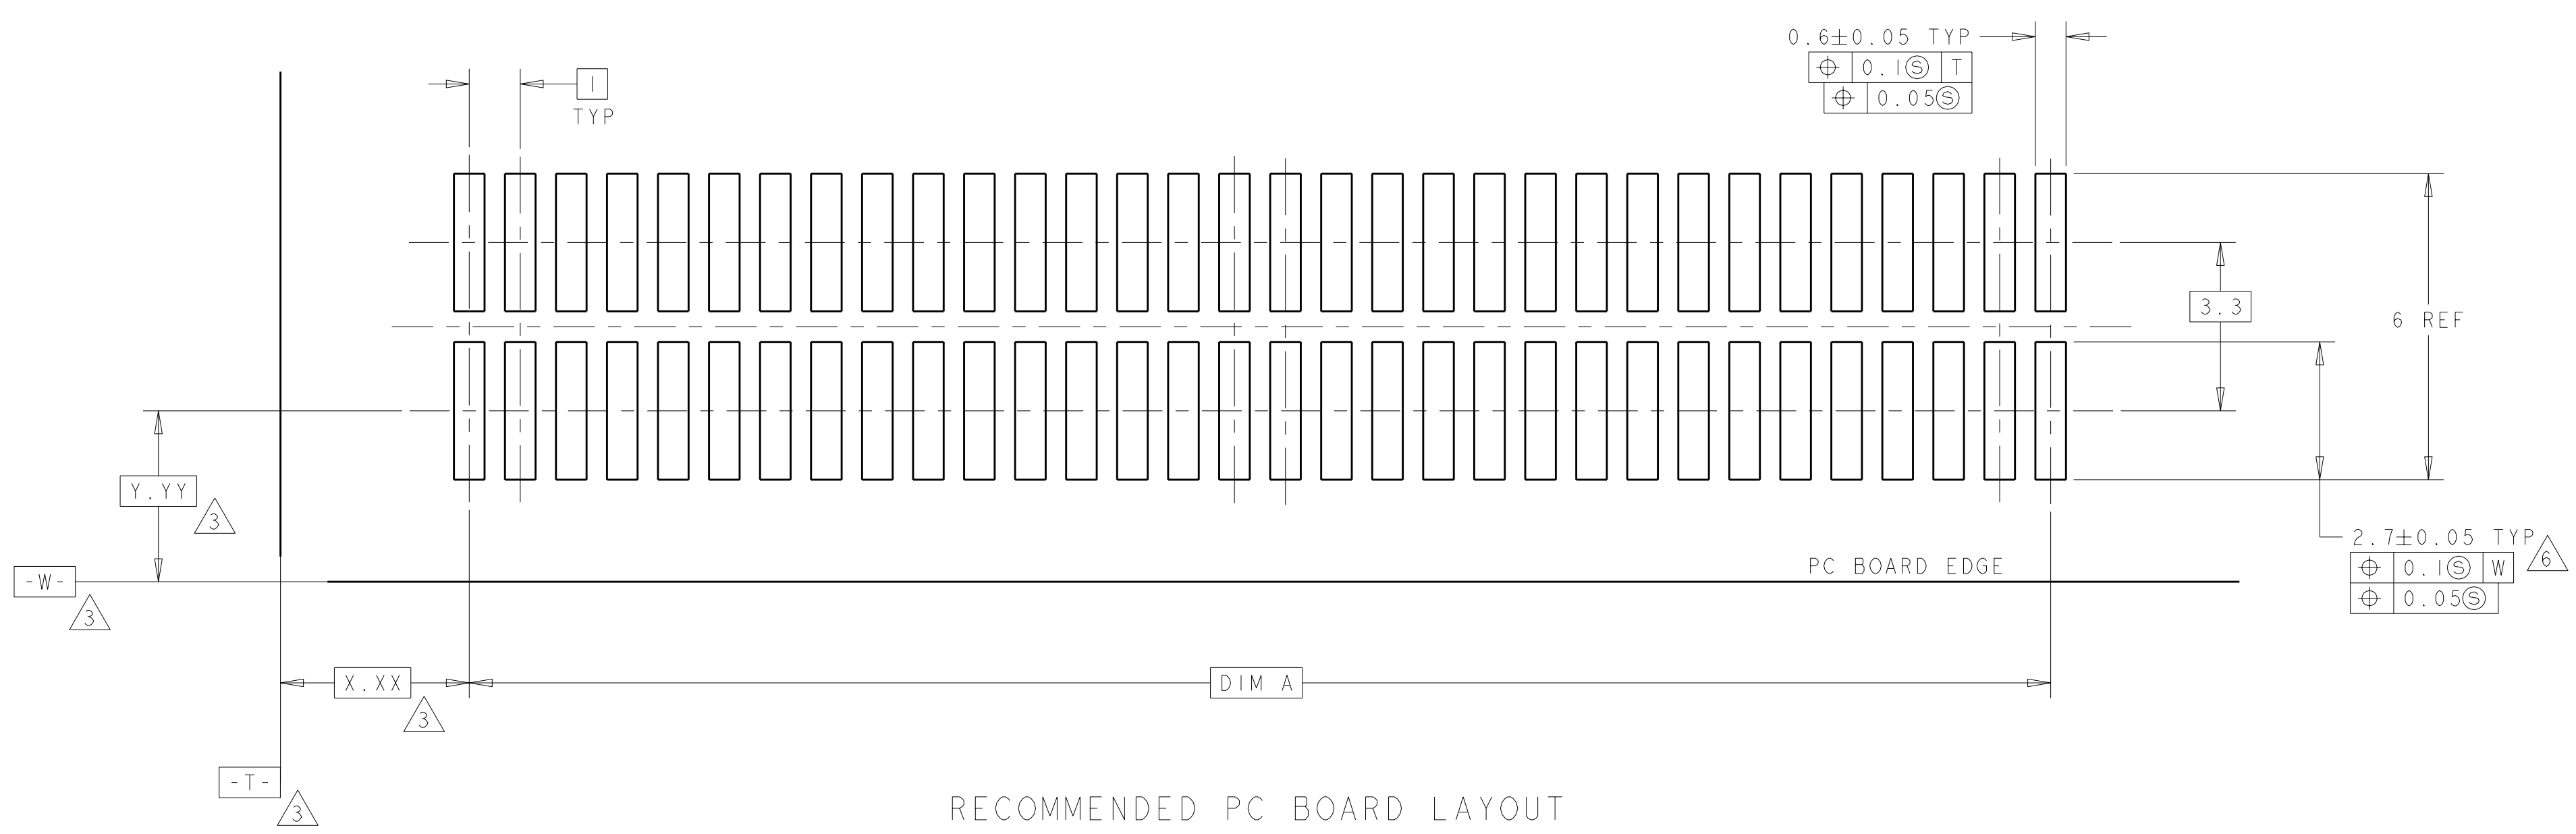 0.6±0.05 TYP
⌖ 0.1Ⓢ T
⌖ 0.05Ⓢ
1
TYP
3.3
6 REF
Y.YY
3
2.7±0.05 TYP
6
⌖ 0.1Ⓢ W
⌖ 0.05Ⓢ
PC BOARD EDGE
-W-
3
X.XX
3
DIM A
-T-
3
RECOMMENDED PC BOARD LAYOUT